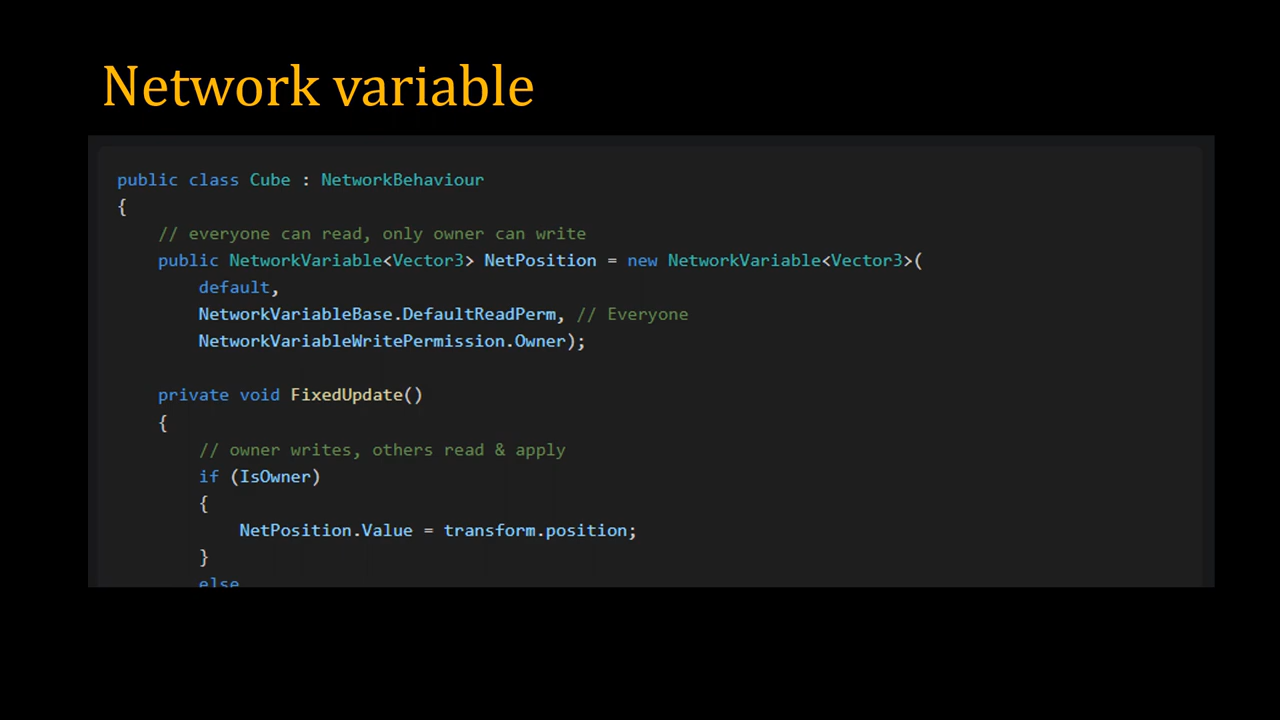 Network variable
public class Cube : NetworkBehaviour
{
// everyone can read, only owner can write
public NetworkVariable<Vector3> NetPosition = new NetworkVariable<Vector3>(
default,
NetworkVariableBase.DefaultReadPerm, // Everyone
NetworkVariableWritePermission.Owner);
private void FixedUpdate()
{
// owner writes, others read & apply
if (IsOwner)
{
NetPosition.Value = transform.position;
}
else